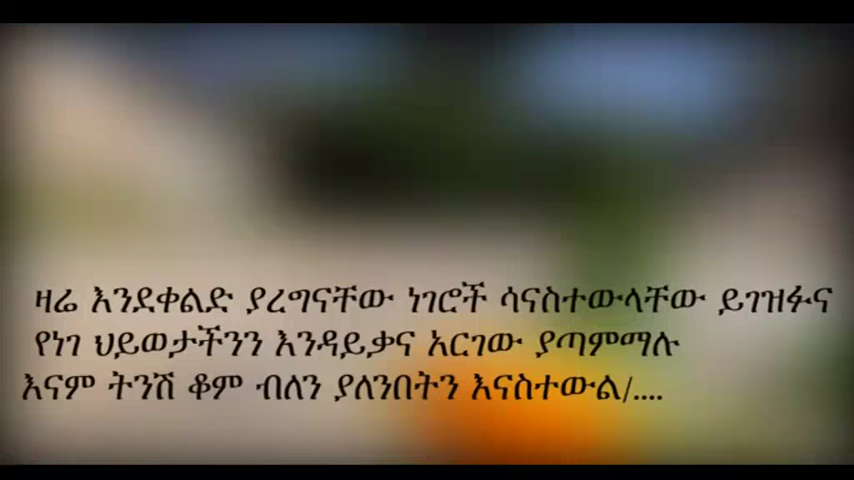 ዛሬ እንደቀልድ ያረግናቸው ነገሮች ሳናስተውላቸው ይገዝፉና
የነገ ህይወታችንን እንዳይቃና አርገው ያጣምማሉ
እናም ትንሽ ቆም ብለን ያለንበትን እናስተውል/....